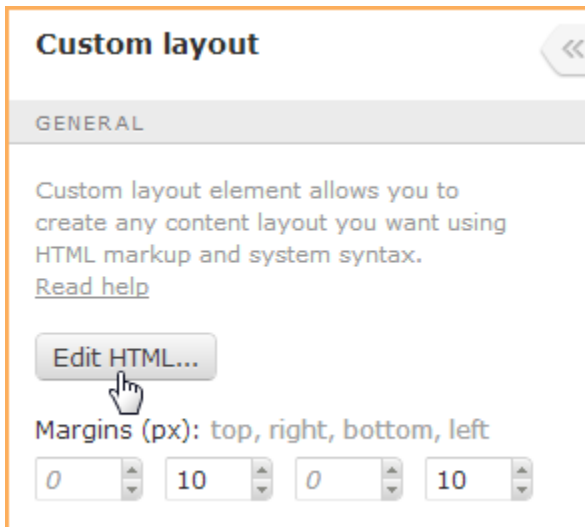 Custom layout
«
GENERAL
Custom layout element allows you to
create any content layout you want using
HTML markup and system syntax.
Read help
Edit HTML...
Margins (px): top, right, bottom, left
0 10 0 10